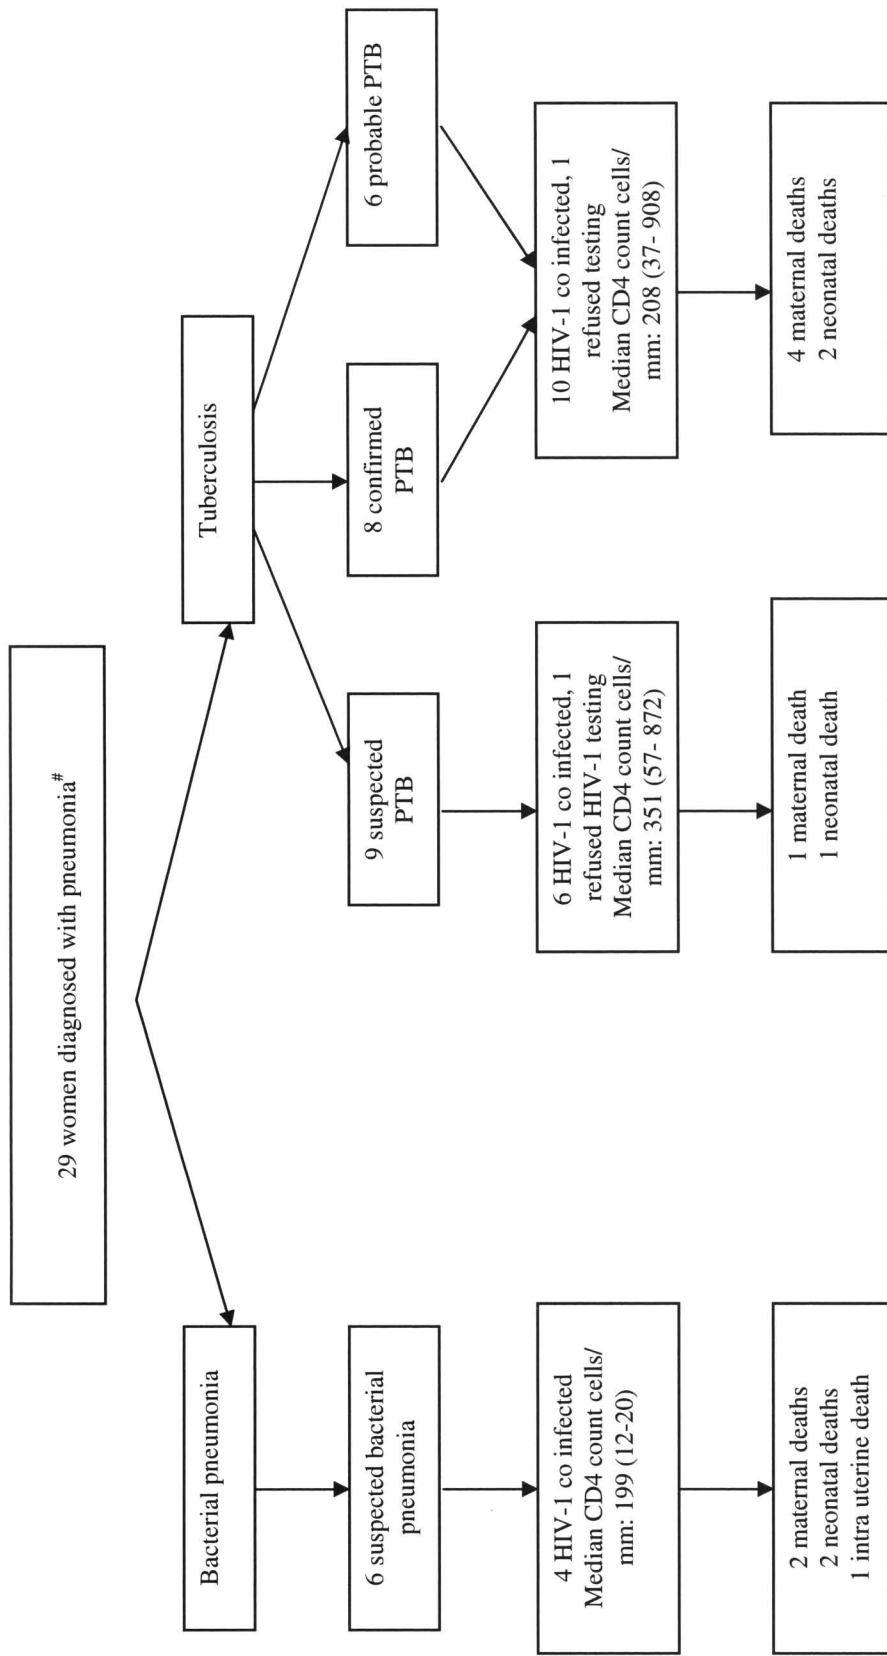 29 women diagnosed with pneumonia#
Bacterial pneumonia
Tuberculosis
6 suspected bacterial
pneumonia
9 suspected
PTB
8 confirmed
PTB
6 probable PTB
4 HIV-1 co infected
Median CD4 count cells/
mm: 199 (12-20)
6 HIV-1 co infected, 1
refused HIV-1 testing
Median CD4 count cells/
mm: 351 (57- 872)
10 HIV-1 co infected, 1
refused testing
Median CD4 count cells/
mm: 208 (37- 908)
2 maternal deaths
2 neonatal deaths
1 intra uterine death
1 maternal death
1 neonatal death
4 maternal deaths
2 neonatal deaths